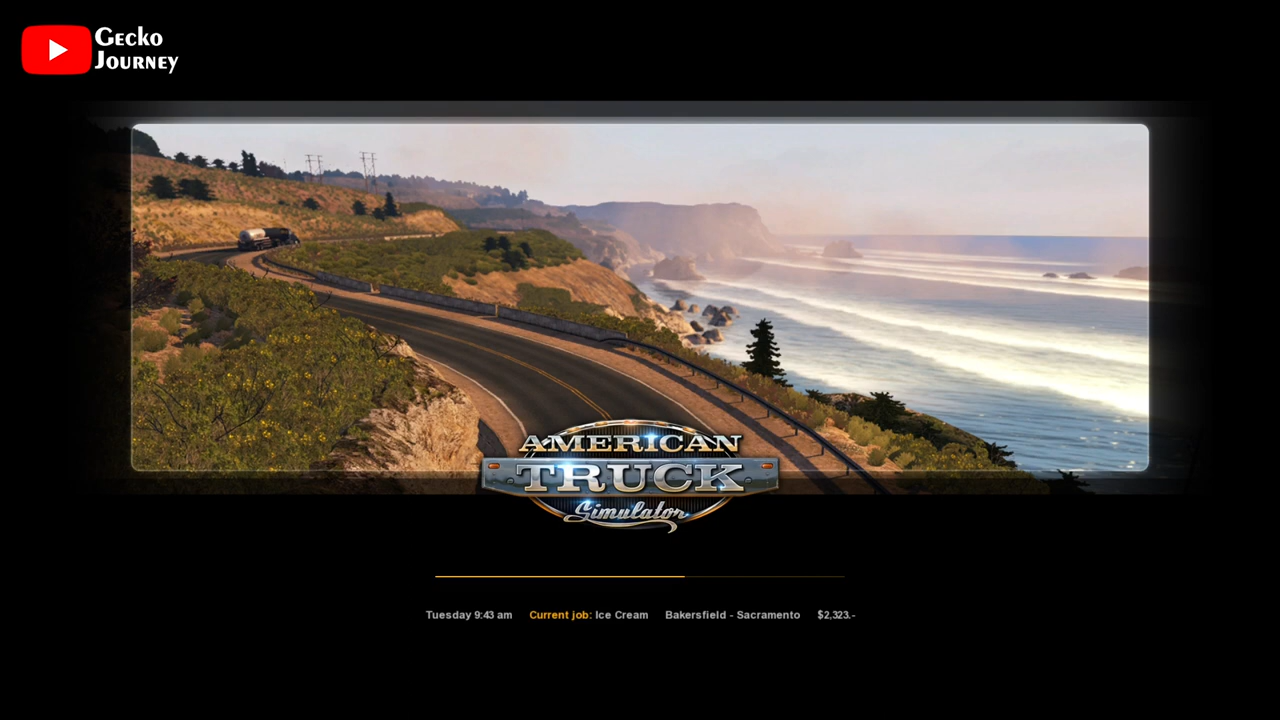 Gecko
Journey
AMERICAN
TRUCK
Simulator
Tuesday 9:43 am Current job: Ice Cream Bakersfield - Sacramento $2,323.-